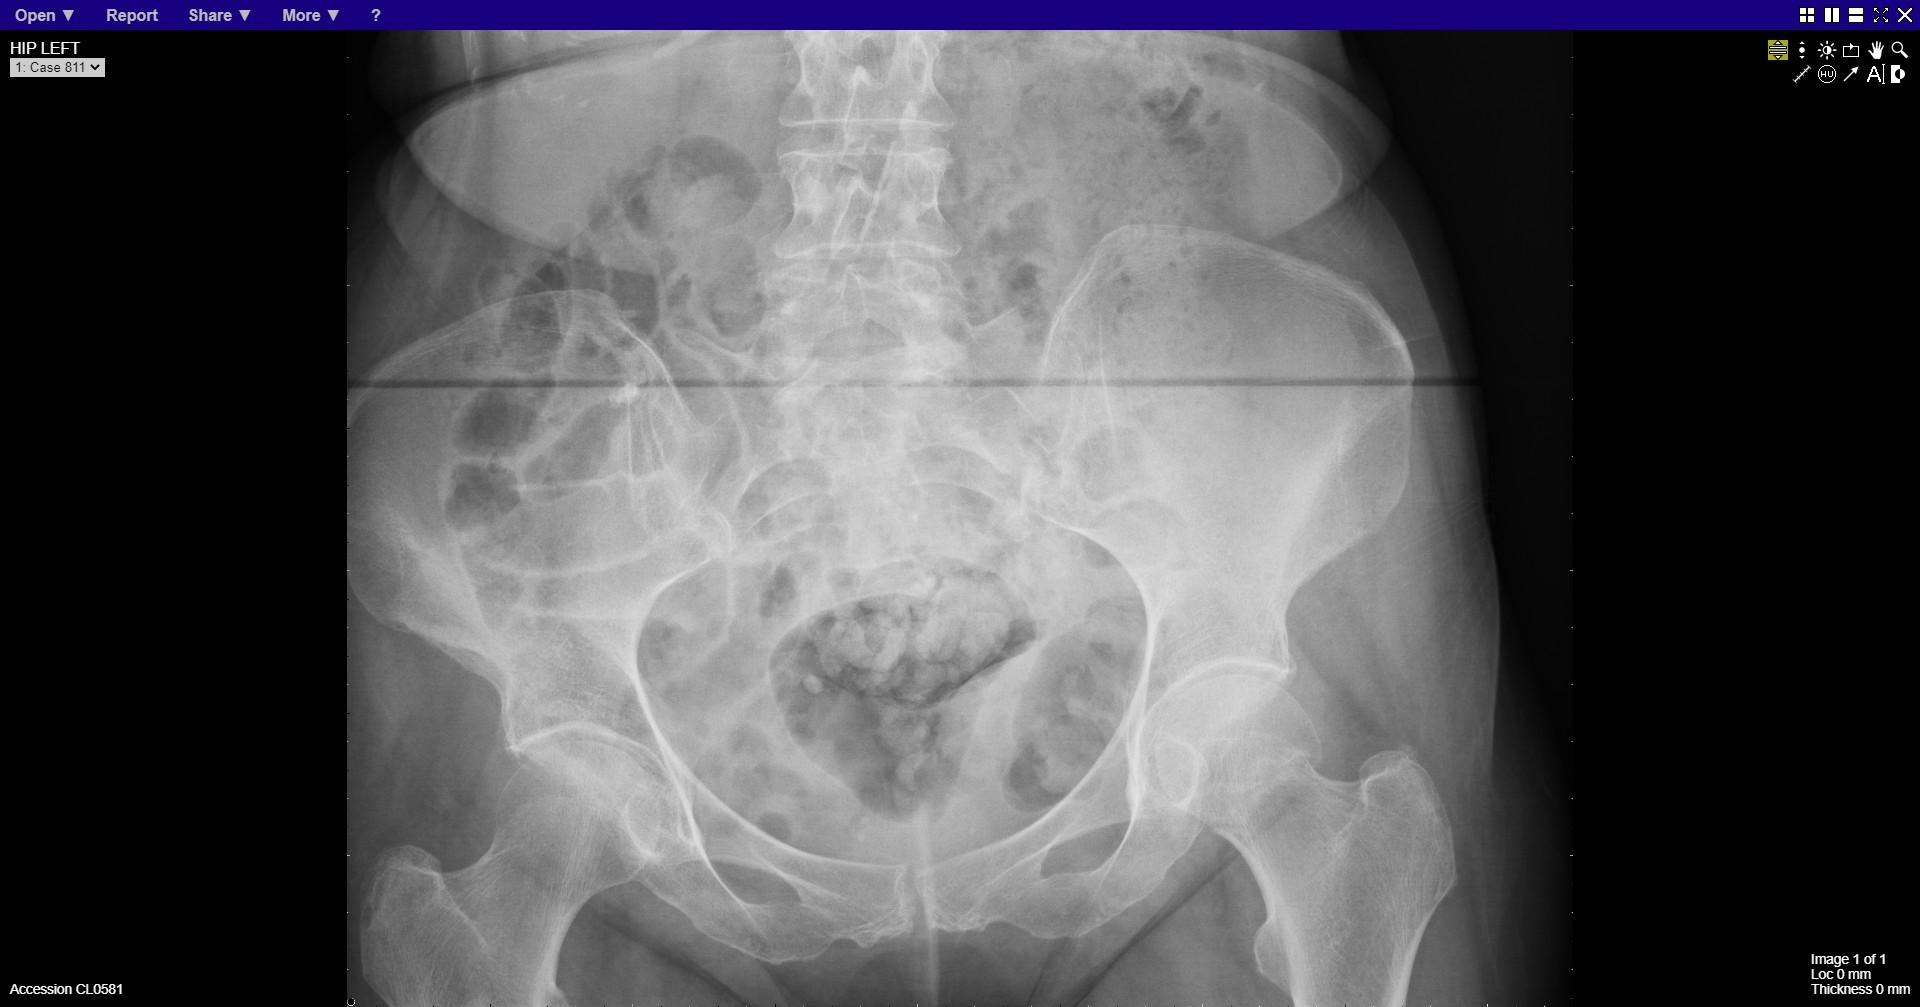 Open ▼ Report Share ▼ More ▼ ?
HIP LEFT
1: Case 811
HU A
Image 1 of 1
Loc 0 mm
Accession CL0581 Thickness 0 mm